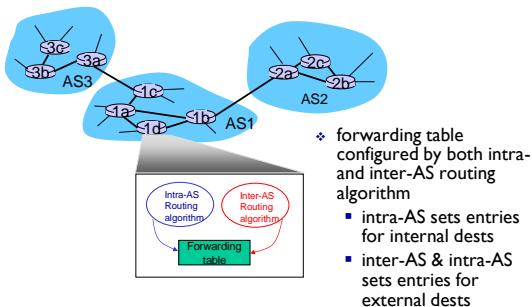 3c
3a
3b
AS3
1c
1a
1d
1b
AS1
2a
2c
2b
AS2
Intra-AS
Routing
algorithm
Inter-AS
Routing
algorithm
Forwarding
table
❖ forwarding table
configured by both intra-
and inter-AS routing
algorithm
▪ intra-AS sets entries
for internal dests
▪ inter-AS & intra-AS
sets entries for
external dests